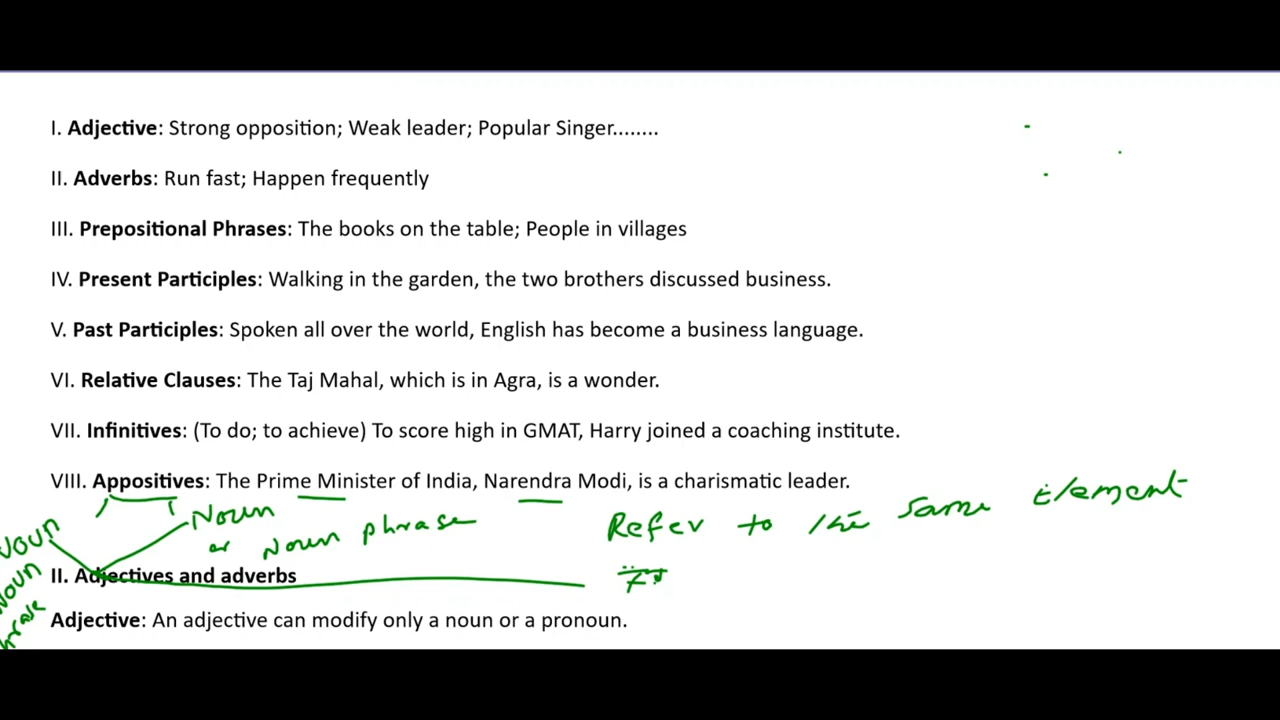 I. Adjective: Strong opposition; Weak leader; Popular Singer........
II. Adverbs: Run fast; Happen frequently
III. Prepositional Phrases: The books on the table; People in villages
IV. Present Participles: Walking in the garden, the two brothers discussed business.
V. Past Participles: Spoken all over the world, English has become a business language.
VI. Relative Clauses: The Taj Mahal, which is in Agra, is a wonder.
VII. Infinitives: (To do; to achieve) To score high in GMAT, Harry joined a coaching institute.
VIII. Appositives: The Prime Minister of India, Narendra Modi, is a charismatic leader.
Noun
or Noun phrase
Refer to the same Element
Noun
Noun
II. Adjectives and adverbs
Adjective: An adjective can modify only a noun or a pronoun.